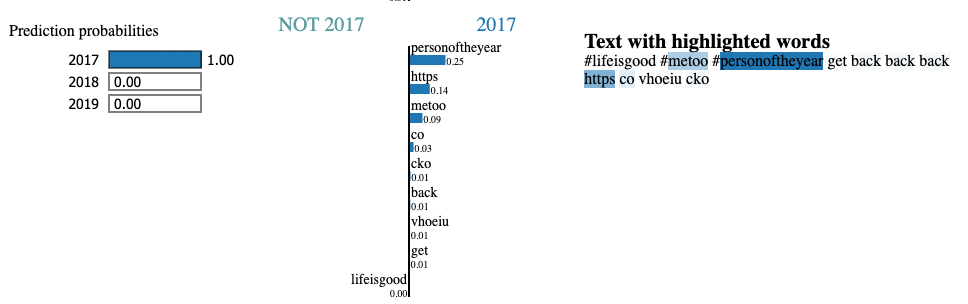 Prediction probabilities
2017 1.00
2018 0.00
2019 0.00
NOT 2017 2017
personoftheyear
0.25
https
0.14
metoo
0.09
co
0.03
cko
0.01
back
0.01
vhoeiu
0.01
get
0.01
lifeisgood
0.00
Text with highlighted words
#lifeisgood #metoo #personoftheyear get back back back
https co vhoeiu cko